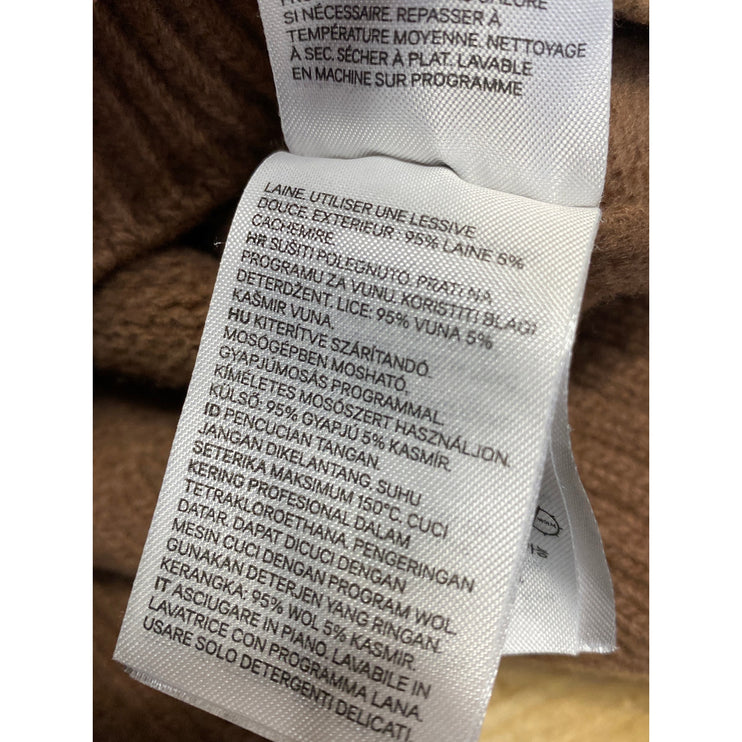 SI NÉCESSAIRE. REPASSER À
TEMPÉRATURE MOYENNE. NETTOYAGE
À SEC. SÉCHER À PLAT. LAVABLE
EN MACHINE SUR PROGRAMME
LAINE. UTILISER UNE LESSIVE
DOUCE. EXTERIEUR : 95% LAINE 5%
CACHEMIRE.
HR SUŠITI POLEGNUTO. PRATI NA
PROGRAMU ZA VUNU. KORISTITI BLAGI
DETERDŽENT. LICE: 95% VUNA 5%
KAŠMIR VUNA.
HU KITERÍTVE SZÁRÍTANDÓ.
MOSÓGÉPBEN MOSHATÓ,
GYAPJÚMOSÁS PROGRAMMAL.
KÍMÉLETES MOSÓSZERT HASZNÁLJON.
KÜLSŐ: 95% GYAPJÚ 5% KASMÍR.
ID PENCUCIAN TANGAN.
JANGAN DIKELANTANG. SUHU
SETERIKA MAKSIMUM 150°C. CUCI
KERING PROFESIONAL DALAM
TETRAKLOROETHANA. PENGERINGAN
DATAR. DAPAT DICUCI DENGAN
MESIN CUCI DENGAN PROGRAM WOL.
GUNAKAN DETERJEN YANG RINGAN.
KERANGKA: 95% WOL 5% KASMIR.
IT ASCIUGARE IN PIANO. LAVABILE IN
LAVATRICE CON PROGRAMMA LANA.
USARE SOLO DETERGENTI DELICATI.